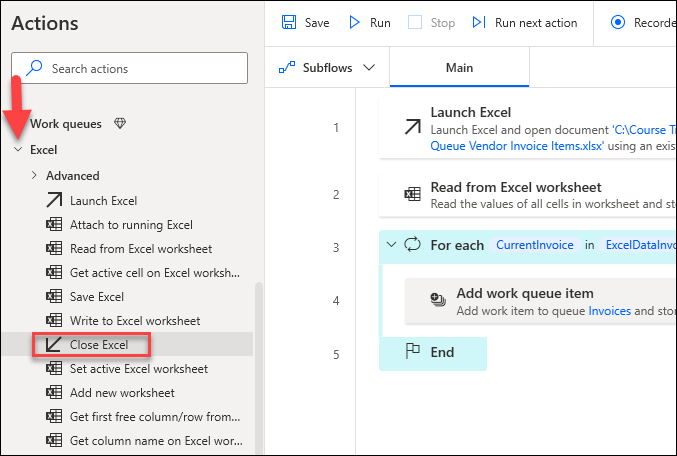 Actions
Search actions
Work queues
Excel
Advanced
Launch Excel
Attach to running Excel
Read from Excel worksheet
Get active cell on Excel worksh...
Save Excel
Write to Excel worksheet
Close Excel
Set active Excel worksheet
Add new worksheet
Get first free column/row from...
Get column name on Excel wor...
Save Run Stop Run next action Recorde
Subflows Main
1 Launch Excel
Launch Excel and open document 'C:\Course T
Queue Vendor Invoice Items.xlsx' using an exis
2 Read from Excel worksheet
Read the values of all cells in worksheet and sto
3 For each CurrentInvoice in ExcelDataInvo
4 Add work queue item
Add work item to queue Invoices and stor
5 End